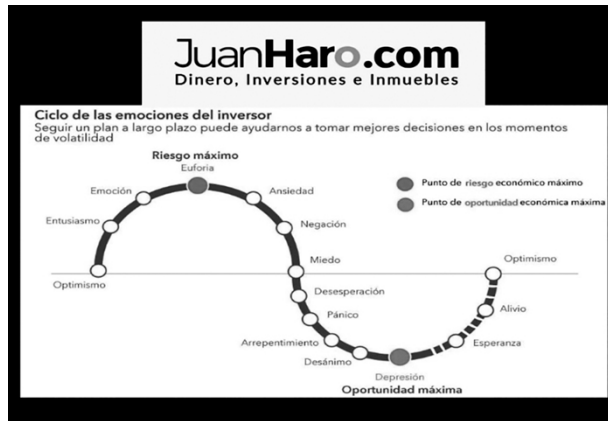 JuanHaro.com
Dinero, Inversiones e Inmuebles
Ciclo de las emociones del inversor
Seguir un plan a largo plazo puede ayudarnos a tomar mejores decisiones en los momentos
de volatilidad
Riesgo máximo
Euforia
Emoción
Ansiedad
Punto de riesgo económico máximo
Punto de oportunidad económica máxima
Entusiasmo
Negación
Miedo
Optimismo
Optimismo
Desesperación
Pánico
Alivio
Arrepentimiento
Esperanza
Desánimo
Depresión
Oportunidad máxima